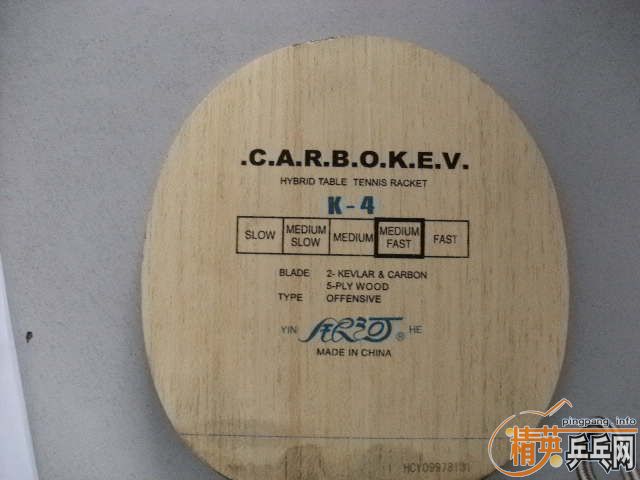 .C.A.R.B.O.K.E.V.
HYBRID TABLE TENNIS RACKET
K-4
SLOW MEDIUM SLOW MEDIUM MEDIUM FAST FAST
BLADE 2- KEVLAR & CARBON
5-PLY WOOD
TYPE OFFENSIVE
YIN ® HE
MADE IN CHINA
pingpang.info
精英乒乓网